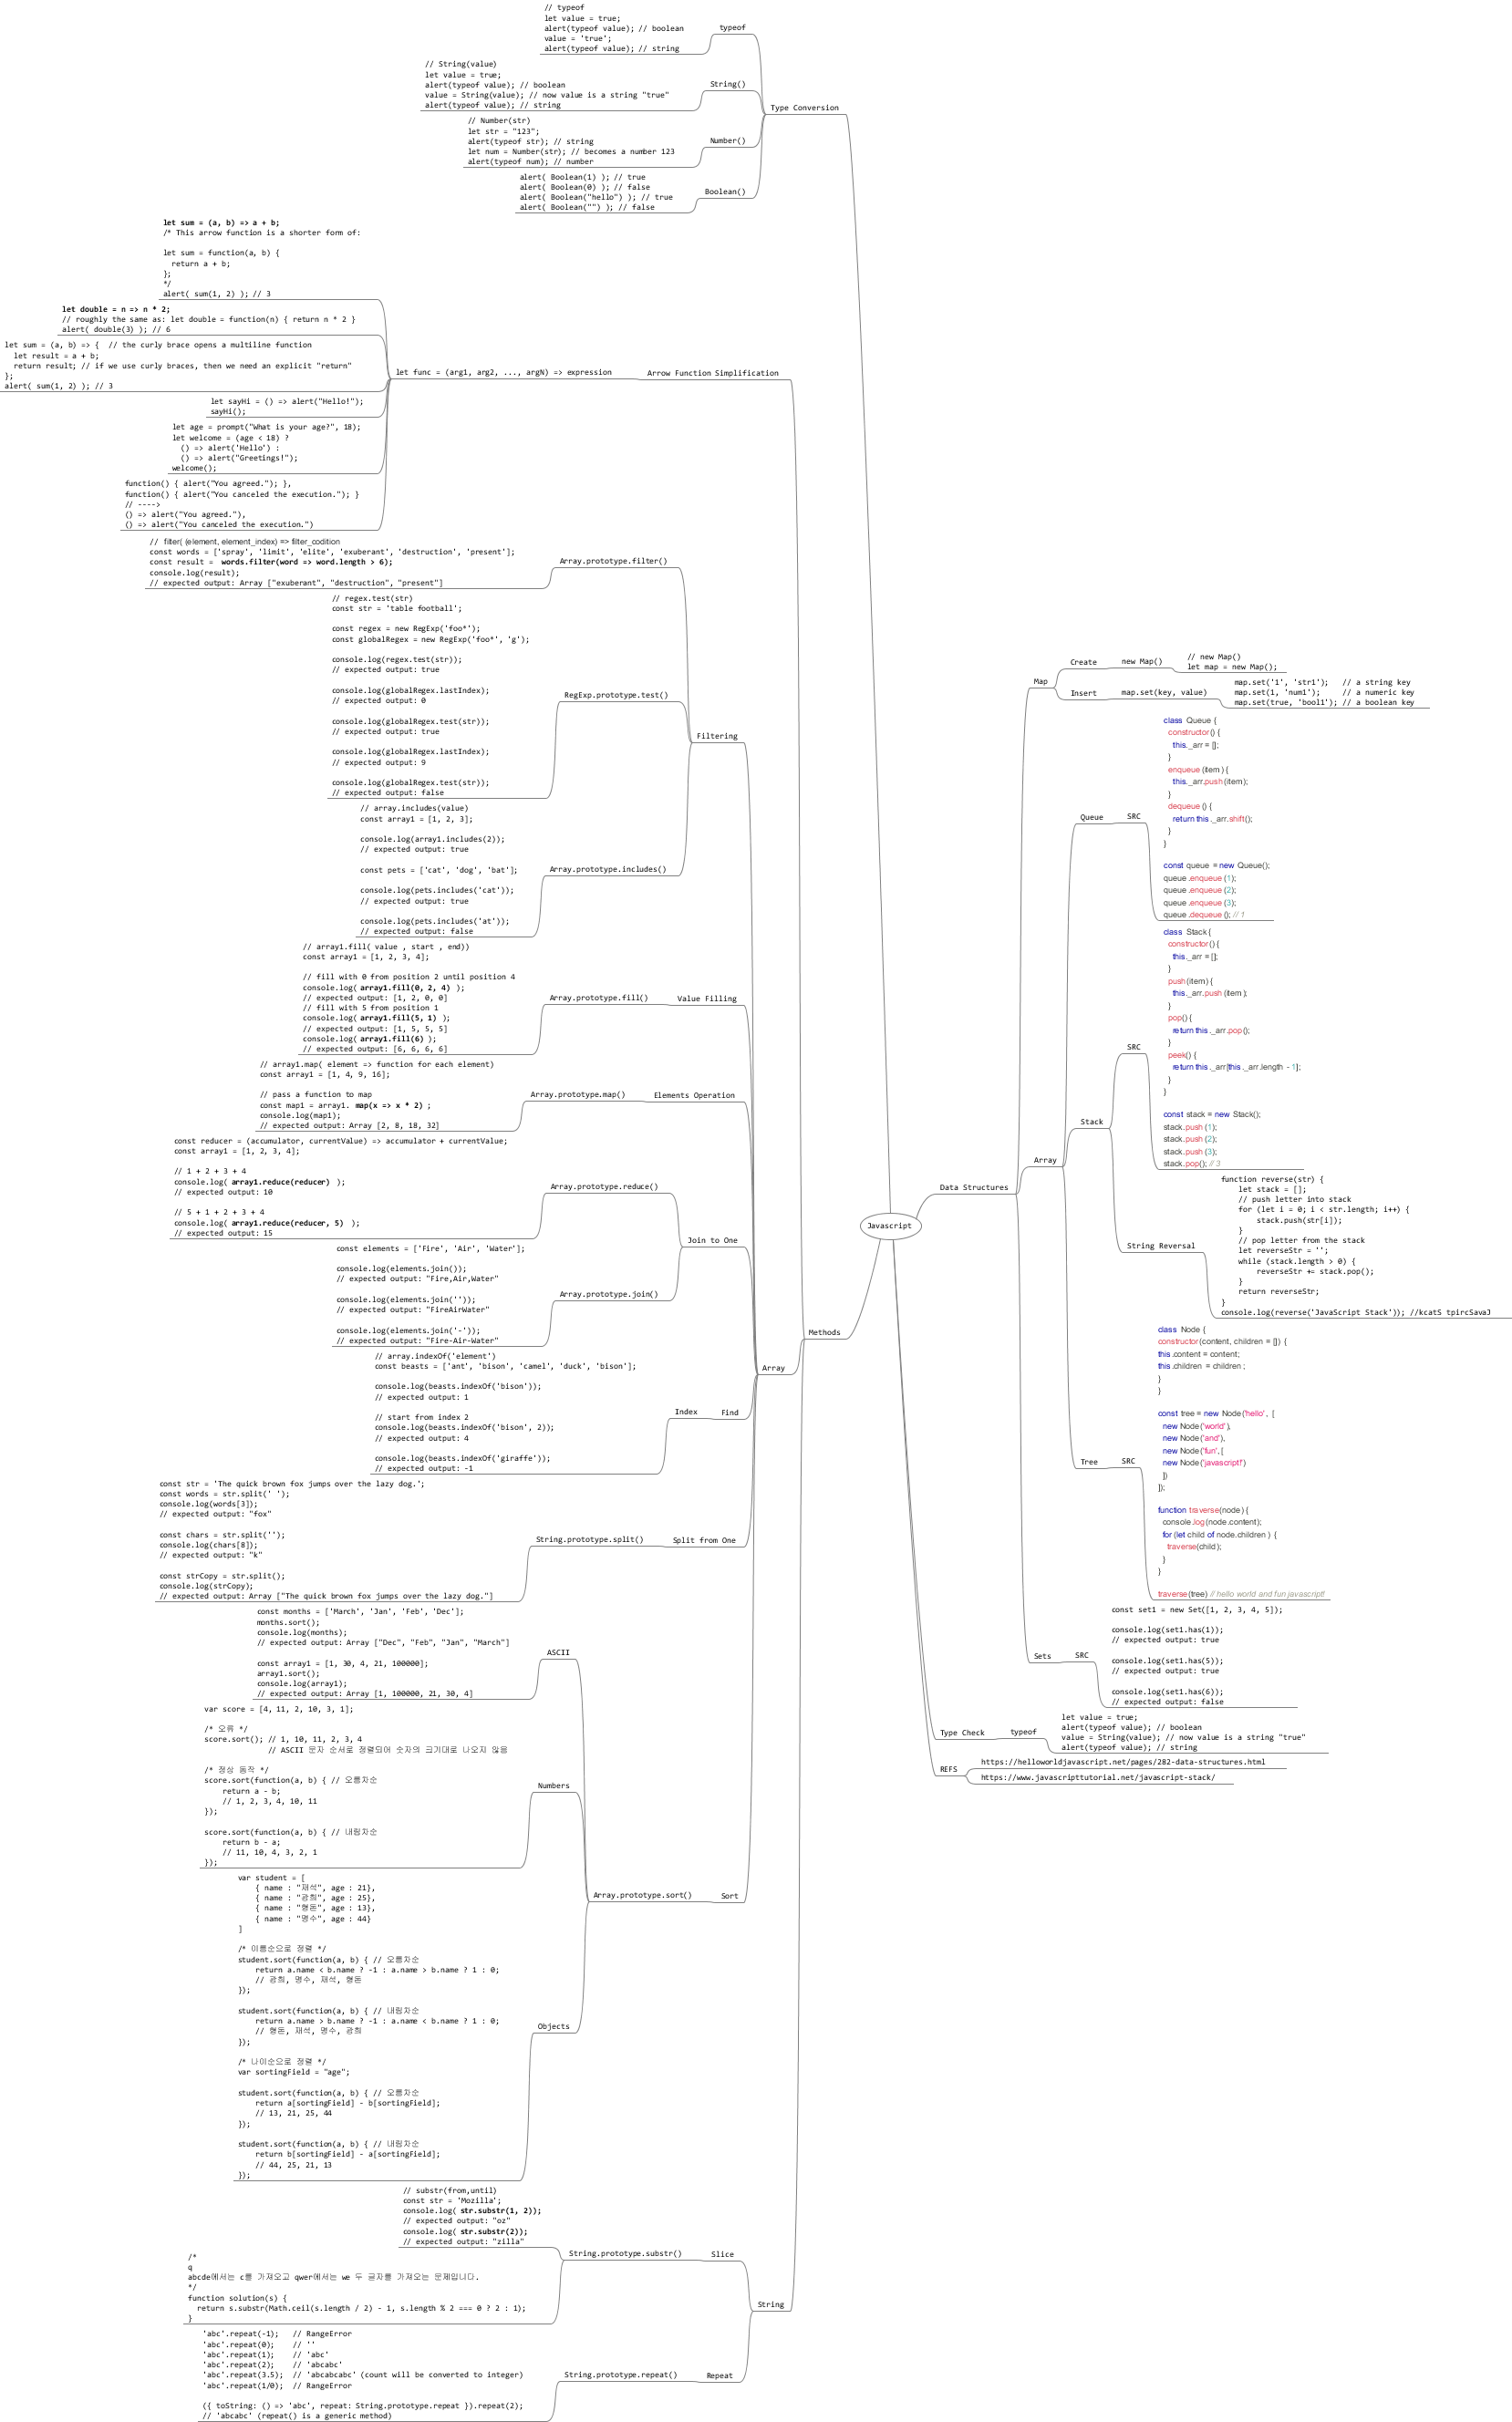 // typeof
let value = true;
alert(typeof value); // boolean
value = 'true';
alert(typeof value); // string
typeof
// String(value)
let value = true;
alert(typeof value); // boolean
value = String(value); // now value is a string "true"
alert(typeof value); // string
String()
Type Conversion
// Number(str)
let str = "123";
alert(typeof str); // string
let num = Number(str); // becomes a number 123
alert(typeof num); // number
Number()
alert( Boolean(1) ); // true
alert( Boolean(0) ); // false
alert( Boolean("hello") ); // true
alert( Boolean("") ); // false
Boolean()
let sum = (a, b) => a + b;
/* This arrow function is a shorter form of:
let sum = function(a, b) {
return a + b;
};
*/
alert( sum(1, 2) ); // 3
let double = n => n * 2;
// roughly the same as: let double = function(n) { return n * 2 }
alert( double(3) ); // 6
let sum = (a, b) => {  // the curly brace opens a multiline function
let result = a + b;
return result; // if we use curly braces, then we need an explicit "return"
};
alert( sum(1, 2) ); // 3
let func = (arg1, arg2, ..., argN) => expression
Arrow Function Simplification
let sayHi = () => alert("Hello!");
sayHi();
let age = prompt("What is your age?", 18);
let welcome = (age < 18) ?
() => alert('Hello') :
() => alert("Greetings!");
welcome();
function() { alert("You agreed."); },
function() { alert("You canceled the execution."); }
// ---->
() => alert("You agreed."),
() => alert("You canceled the execution.")
// filter( (element, element_index) => filter_codition
const words = ['spray', 'limit', 'elite', 'exuberant', 'destruction', 'present'];
const result =  words.filter(word => word.length > 6);
console.log(result);
// expected output: Array ["exuberant", "destruction", "present"]
Array.prototype.filter()
// regex.test(str)
const str = 'table football';
const regex = new RegExp('foo*');
const globalRegex = new RegExp('foo*', 'g');
console.log(regex.test(str));
// expected output: true
console.log(globalRegex.lastIndex);
// expected output: 0
console.log(globalRegex.test(str));
// expected output: true
console.log(globalRegex.lastIndex);
// expected output: 9
console.log(globalRegex.test(str));
// expected output: false
RegExp.prototype.test()
Filtering
// array.includes(value)
const array1 = [1, 2, 3];
console.log(array1.includes(2));
// expected output: true
const pets = ['cat', 'dog', 'bat'];
console.log(pets.includes('cat'));
// expected output: true
console.log(pets.includes('at'));
// expected output: false
Array.prototype.includes()
// array1.fill( value , start , end))
const array1 = [1, 2, 3, 4];
// fill with 0 from position 2 until position 4
console.log( array1.fill(0, 2, 4) );
// expected output: [1, 2, 0, 0]
// fill with 5 from position 1
console.log( array1.fill(5, 1) );
// expected output: [1, 5, 5, 5]
console.log( array1.fill(6) );
// expected output: [6, 6, 6, 6]
Array.prototype.fill()
Value Filling
// array1.map( element => function for each element)
const array1 = [1, 4, 9, 16];
// pass a function to map
const map1 = array1. map(x => x * 2) ;
console.log(map1);
// expected output: Array [2, 8, 18, 32]
Array.prototype.map()
Elements Operation
const reducer = (accumulator, currentValue) => accumulator + currentValue;
const array1 = [1, 2, 3, 4];
// 1 + 2 + 3 + 4
console.log( array1.reduce(reducer) );
// expected output: 10
// 5 + 1 + 2 + 3 + 4
console.log( array1.reduce(reducer, 5) );
// expected output: 15
Array.prototype.reduce()
Join to One
const elements = ['Fire', 'Air', 'Water'];
console.log(elements.join());
// expected output: "Fire,Air,Water"
console.log(elements.join(''));
// expected output: "FireAirWater"
console.log(elements.join('-'));
// expected output: "Fire-Air-Water"
Array.prototype.join()
Methods
Array
// array.indexOf('element')
const beasts = ['ant', 'bison', 'camel', 'duck', 'bison'];
console.log(beasts.indexOf('bison'));
// expected output: 1
// start from index 2
console.log(beasts.indexOf('bison', 2));
// expected output: 4
console.log(beasts.indexOf('giraffe'));
// expected output: -1
Index
Find
const str = 'The quick brown fox jumps over the lazy dog.';
const words = str.split(' ');
console.log(words[3]);
// expected output: "fox"
const chars = str.split('');
console.log(chars[8]);
// expected output: "k"
const strCopy = str.split();
console.log(strCopy);
// expected output: Array ["The quick brown fox jumps over the lazy dog."]
String.prototype.split()
Split from One
const months = ['March', 'Jan', 'Feb', 'Dec'];
months.sort();
console.log(months);
// expected output: Array ["Dec", "Feb", "Jan", "March"]
const array1 = [1, 30, 4, 21, 100000];
array1.sort();
console.log(array1);
// expected output: Array [1, 100000, 21, 30, 4]
ASCII
var score = [4, 11, 2, 10, 3, 1];
/* 오류 */
score.sort(); // 1, 10, 11, 2, 3, 4
// ASCII 문자 순서로 정렬되어 숫자의 크기대로 나오지 않음
/* 정상 동작 */
score.sort(function(a, b) { // 오름차순
return a - b;
// 1, 2, 3, 4, 10, 11
});
score.sort(function(a, b) { // 내림차순
return b - a;
// 11, 10, 4, 3, 2, 1
});
Numbers
var student = [
{ name : "재석", age : 21},
{ name : "광희", age : 25},
{ name : "형돈", age : 13},
{ name : "명수", age : 44}
]
/* 이름순으로 정렬 */
student.sort(function(a, b) { // 오름차순
return a.name < b.name ? -1 : a.name > b.name ? 1 : 0;
// 광희, 명수, 재석, 형돈
});
student.sort(function(a, b) { // 내림차순
return a.name > b.name ? -1 : a.name < b.name ? 1 : 0;
// 형돈, 재석, 명수, 광희
});
/* 나이순으로 정렬 */
var sortingField = "age";
student.sort(function(a, b) { // 오름차순
return a[sortingField] - b[sortingField];
// 13, 21, 25, 44
});
student.sort(function(a, b) { // 내림차순
return b[sortingField] - a[sortingField];
// 44, 25, 21, 13
});
Objects
Array.prototype.sort()
Sort
// substr(from,until)
const str = 'Mozilla';
console.log( str.substr(1, 2));
// expected output: "oz"
console.log( str.substr(2));
// expected output: "zilla"
String.prototype.substr()
Slice
/*
q
abcde에서는 c를 가져오고 qwer에서는 we 두 글자를 가져오는 문제입니다.
*/
function solution(s) {
return s.substr(Math.ceil(s.length / 2) - 1, s.length % 2 === 0 ? 2 : 1);
}
String
'abc'.repeat(-1);   // RangeError
'abc'.repeat(0);    // ''
'abc'.repeat(1);    // 'abc'
'abc'.repeat(2);    // 'abcabc'
'abc'.repeat(3.5);  // 'abcabcabc' (count will be converted to integer)
'abc'.repeat(1/0);  // RangeError
({ toString: () => 'abc', repeat: String.prototype.repeat }).repeat(2);
// 'abcabc' (repeat() is a generic method)
String.prototype.repeat()
Repeat
Javascript
Data Structures
Map
Create
new Map()
// new Map()
let map = new Map();
Insert
map.set(key, value)
map.set('1', 'str1');   // a string key
map.set(1, 'num1');     // a numeric key
map.set(true, 'bool1'); // a boolean key
Array
Queue
SRC
class Queue {
constructor() {
this._arr = [];
}
enqueue(item) {
this._arr.push(item);
}
dequeue() {
return this._arr.shift();
}
}
const queue = new Queue();
queue.enqueue(1);
queue.enqueue(2);
queue.enqueue(3);
queue.dequeue(); // 1
Stack
SRC
class Stack {
constructor() {
this._arr = [];
}
push(item) {
this._arr.push(item);
}
pop() {
return this._arr.pop();
}
peek() {
return this._arr[this._arr.length - 1];
}
}
const stack = new Stack();
stack.push(1);
stack.push(2);
stack.push(3);
stack.pop(); // 3
String Reversal
function reverse(str) {
let stack = [];
// push letter into stack
for (let i = 0; i < str.length; i++) {
stack.push(str[i]);
}
// pop letter from the stack
let reverseStr = '';
while (stack.length > 0) {
reverseStr += stack.pop();
}
return reverseStr;
}
console.log(reverse('JavaScript Stack')); //kcatS tpircSavaJ
Tree
SRC
class Node {
constructor(content, children = []) {
this.content = content;
this.children = children;
}
}
const tree = new Node('hello', [
new Node('world'),
new Node('and'),
new Node('fun', [
new Node('javascript!')
])
]);
function traverse(node) {
console.log(node.content);
for (let child of node.children) {
traverse(child);
}
}
traverse(tree) // hello world and fun javascript!
Sets
SRC
const set1 = new Set([1, 2, 3, 4, 5]);
console.log(set1.has(1));
// expected output: true
console.log(set1.has(5));
// expected output: true
console.log(set1.has(6));
// expected output: false
Type Check
typeof
let value = true;
alert(typeof value); // boolean
value = String(value); // now value is a string "true"
alert(typeof value); // string
REFS
https://helloworldjavascript.net/pages/282-data-structures.html
https://www.javascripttutorial.net/javascript-stack/